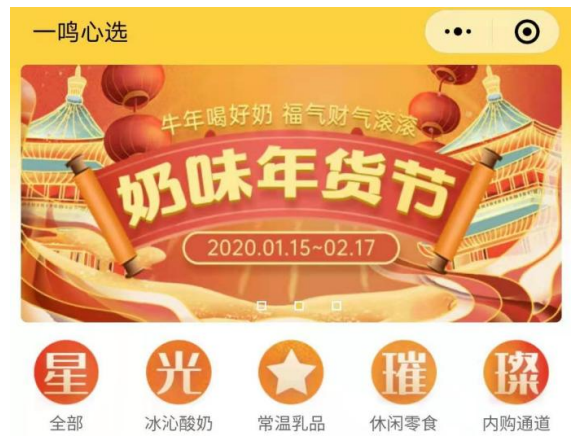 一鸣心选
牛年喝好奶 福气财气滚滚
奶味年货节
2020.01.15~02.17
星 光 璀 璨
全部 冰沁酸奶 常温乳品 休闲零食 内购通道